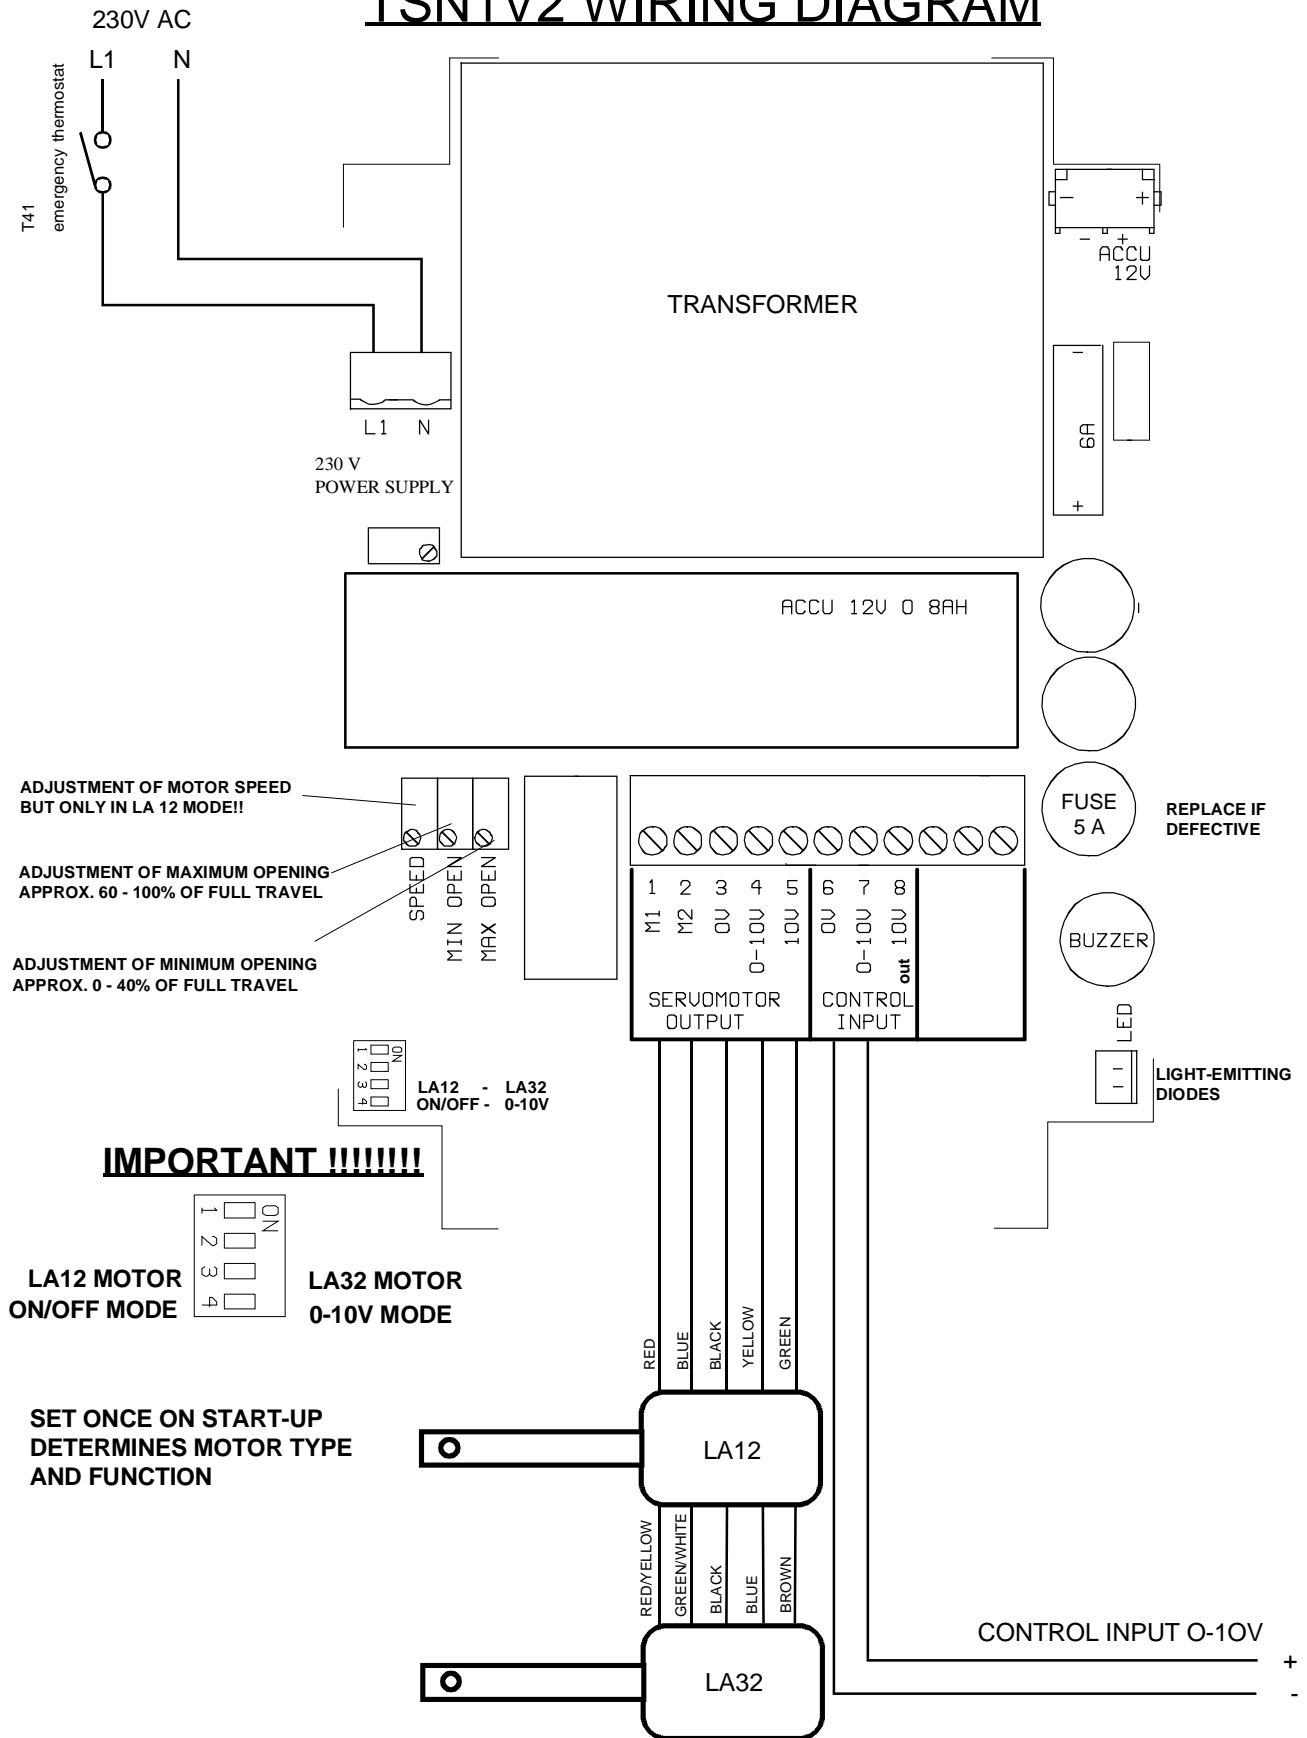 TSN1V2 WIRING DIAGRAM
230V AC
L1 N
T41
emergency thermostat
TRANSFORMER
- +
- +
ACCU
12V
L1 N
230 V
POWER SUPPLY
-
6A
+
ACCU 12V 0 8AH
ADJUSTMENT OF MOTOR SPEED
BUT ONLY IN LA 12 MODE!!
ADJUSTMENT OF MAXIMUM OPENING
APPROX. 60 - 100% OF FULL TRAVEL
ADJUSTMENT OF MINIMUM OPENING
APPROX. 0 - 40% OF FULL TRAVEL
SPEED
MIN OPEN
MAX OPEN
FUSE
5 A
REPLACE IF
DEFECTIVE
1 2 3 4 5 6 7 8
M1
M2
0V
0-10V
10V
0V
0-10V
out 10V
SERVOMOTOR
OUTPUT
CONTROL
INPUT
BUZZER
LED
LIGHT-EMITTING
DIODES
1
2
3
4
ON
LA12 - LA32
ON/OFF - 0-10V
IMPORTANT !!!!!!!!
1
2
3
4
ON
LA12 MOTOR
ON/OFF MODE
LA32 MOTOR
0-10V MODE
SET ONCE ON START-UP
DETERMINES MOTOR TYPE
AND FUNCTION
RED
BLUE
BLACK
YELLOW
GREEN
LA12
RED/YELLOW
GREEN/WHITE
BLACK
BLUE
BROWN
LA32
CONTROL INPUT O-1OV
+
-